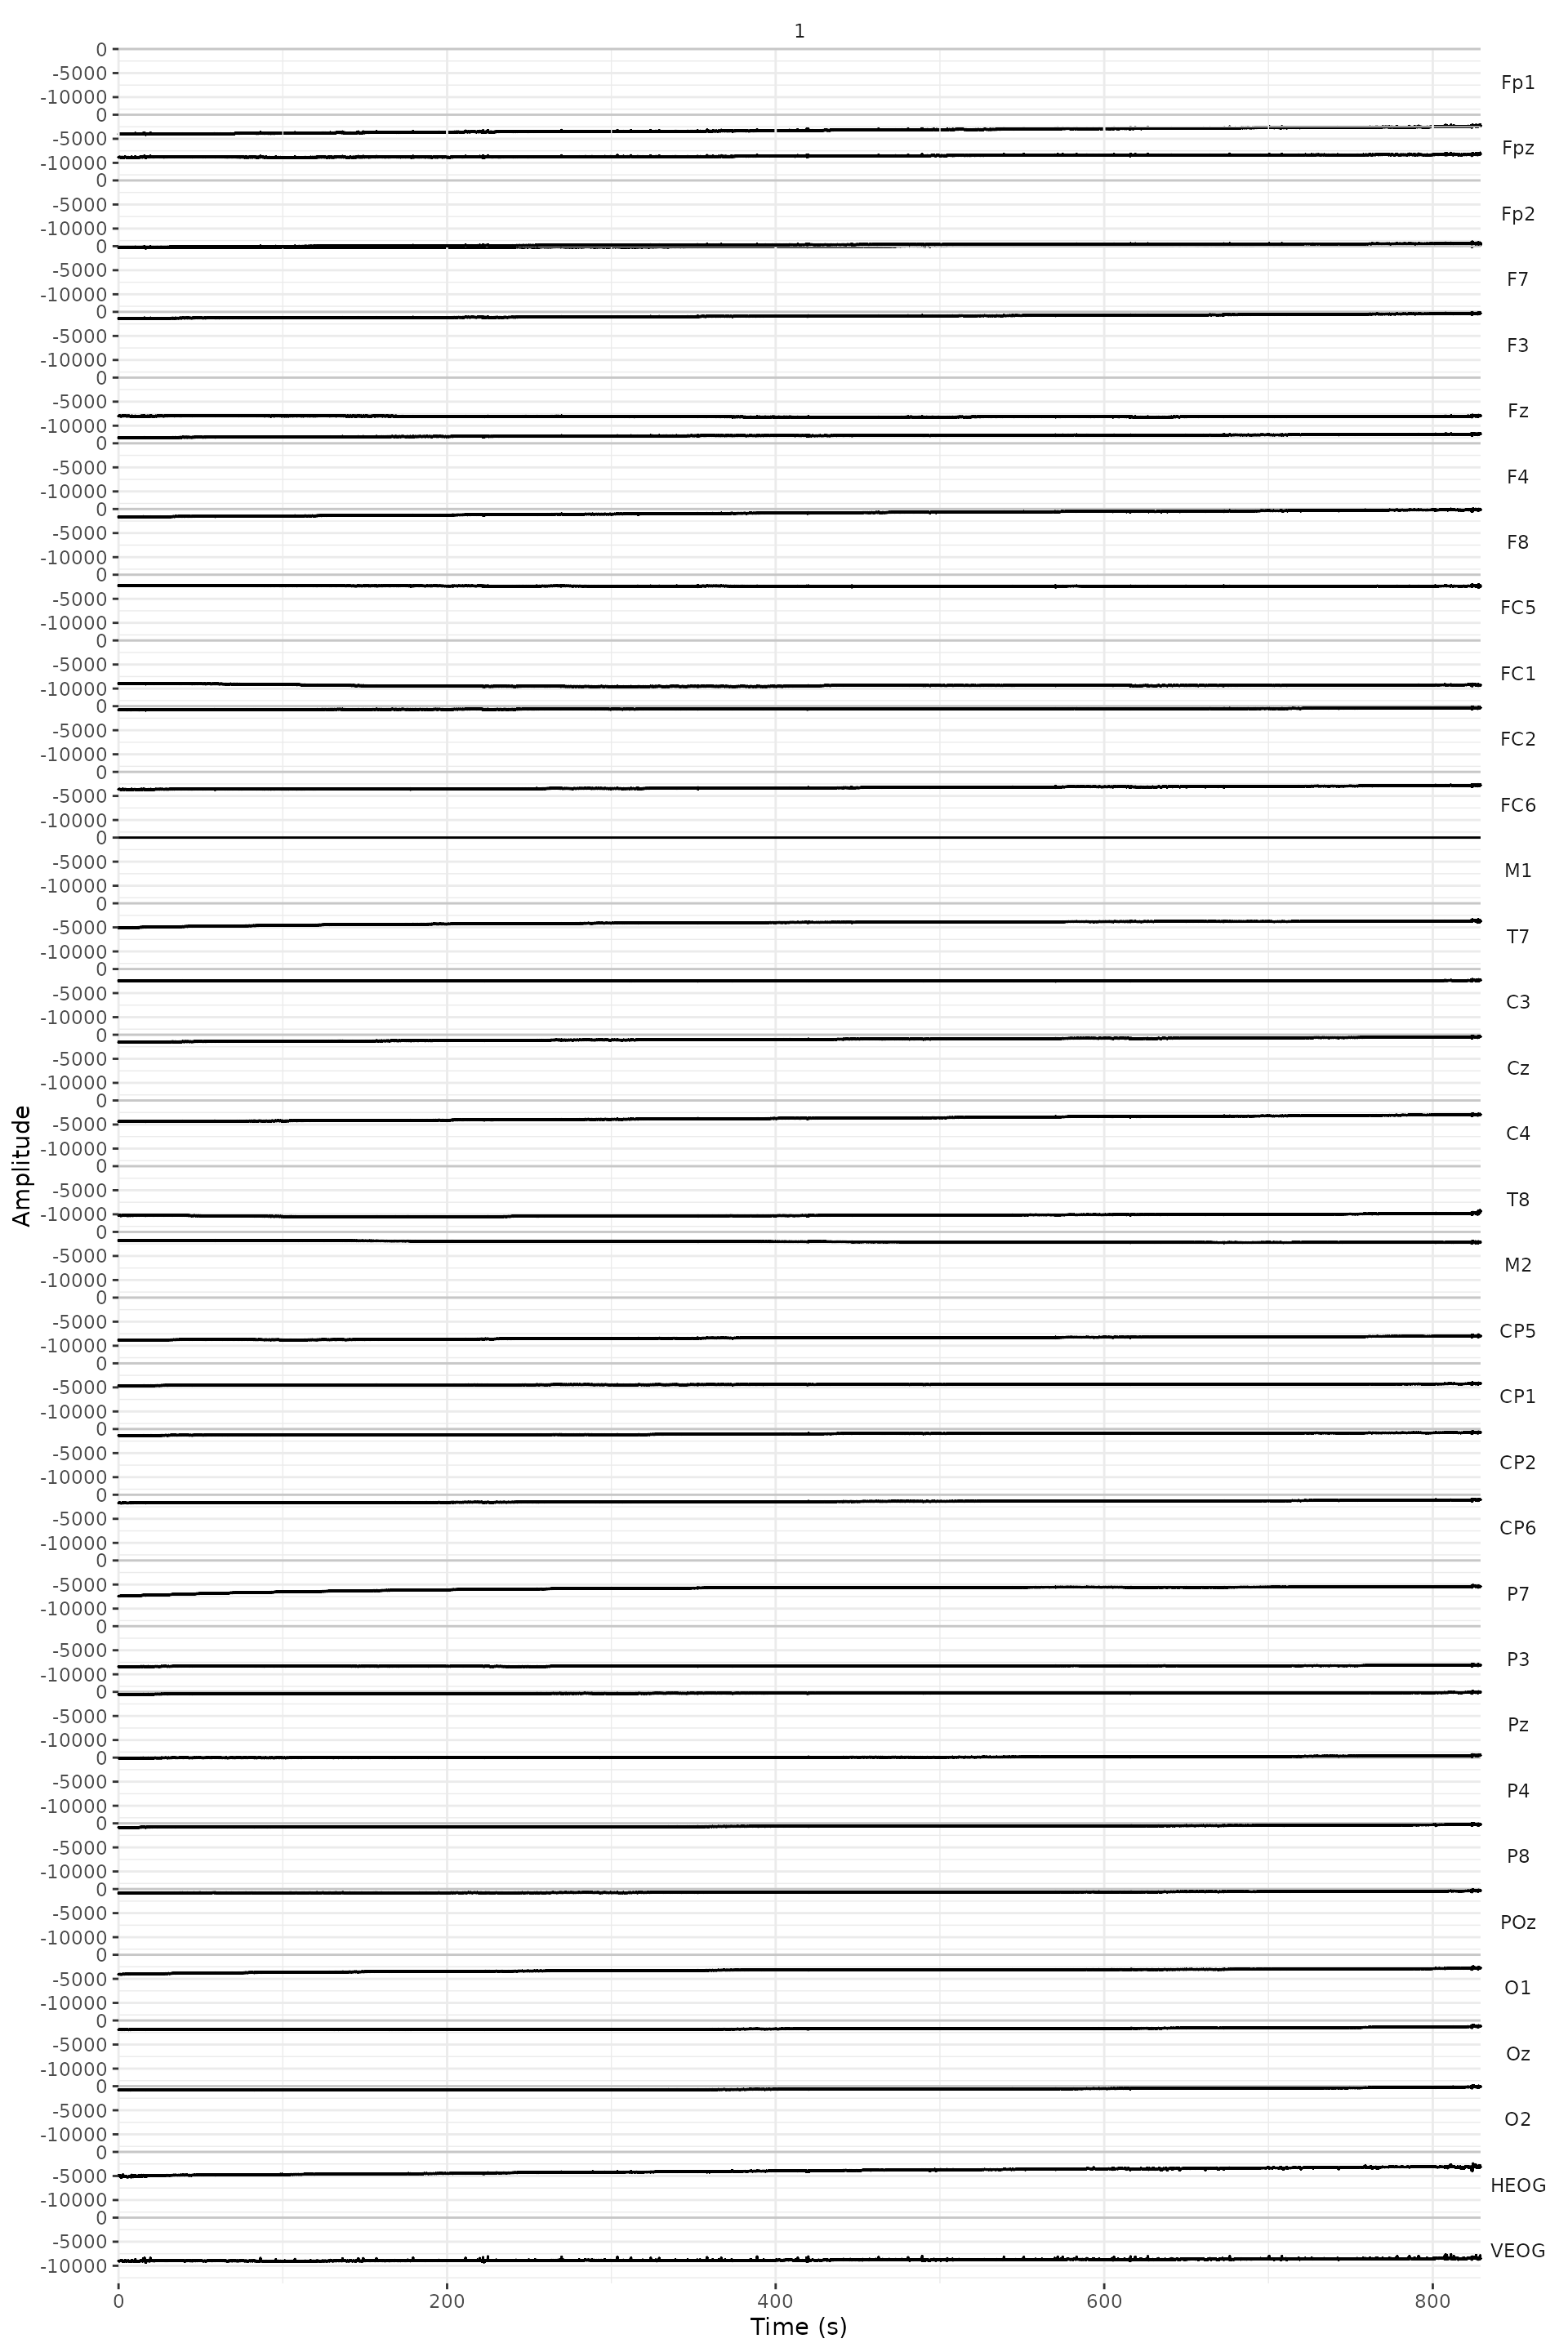 1
0
-5000
-10000
Fp1
0
-5000
-10000
Fpz
0
-5000
-10000
Fp2
0
-5000
-10000
F7
0
-5000
-10000
F3
0
-5000
-10000
Fz
0
-5000
-10000
F4
0
-5000
-10000
F8
0
-5000
-10000
FC5
0
-5000
-10000
FC1
0
-5000
-10000
FC2
0
-5000
-10000
FC6
0
-5000
-10000
M1
0
-5000
-10000
T7
0
-5000
-10000
C3
0
-5000
-10000
Cz
0
-5000
-10000
C4
0
-5000
-10000
T8
0
-5000
-10000
M2
0
-5000
-10000
CP5
0
-5000
-10000
CP1
0
-5000
-10000
CP2
0
-5000
-10000
CP6
0
-5000
-10000
P7
0
-5000
-10000
P3
0
-5000
-10000
Pz
0
-5000
-10000
P4
0
-5000
-10000
P8
0
-5000
-10000
POz
0
-5000
-10000
O1
0
-5000
-10000
Oz
0
-5000
-10000
O2
0
-5000
-10000
HEOG
0
-5000
-10000
VEOG
Amplitude
0 200 400 600 800
Time (s)